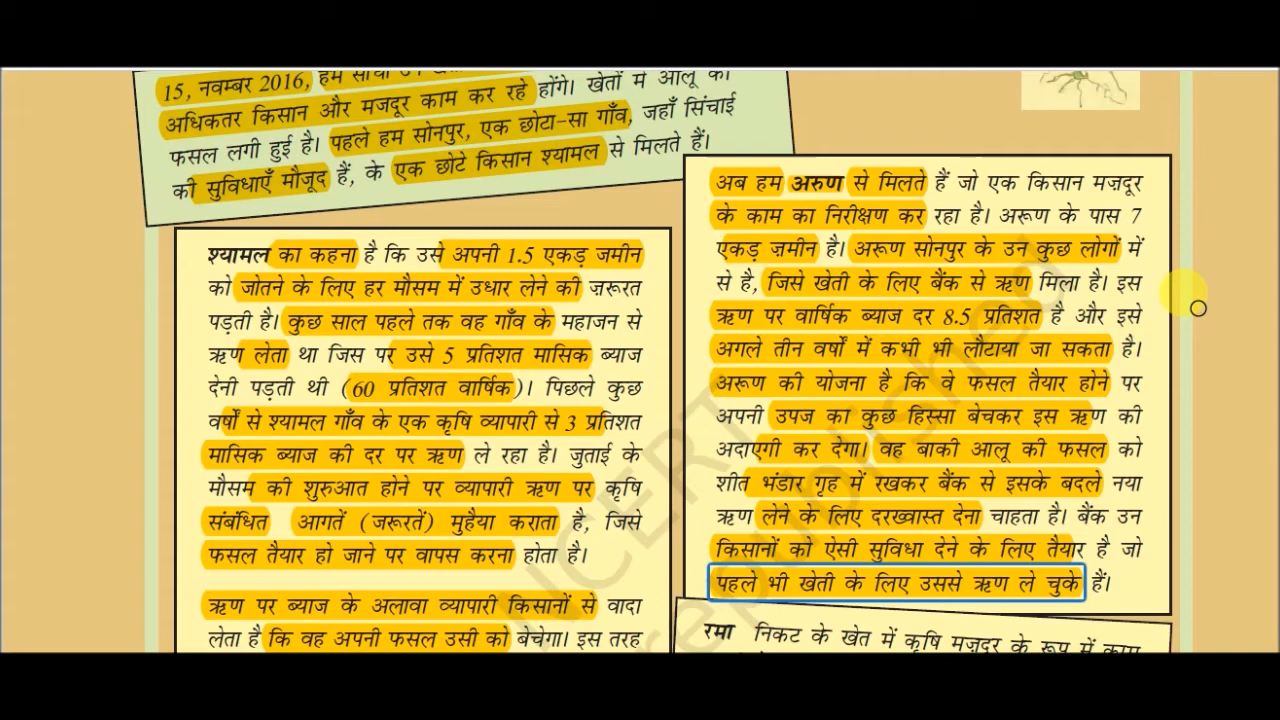 15, नवम्बर 2016, हम
अधिकतर किसान और मजदूर काम कर रहे होंगे। खेतों में आलू की
फसल लगी हुई है। पहले हम सोनपुर, एक छोटा-सा गाँव, जहाँ सिंचाई
की सुविधाएँ मौजूद हैं, के एक छोटे किसान श्यामल से मिलते हैं।
श्यामल का कहना है कि उसे अपनी 1.5 एकड़ जमीन
को जोतने के लिए हर मौसम में उधार लेने की ज़रूरत
पड़ती है। कुछ साल पहले तक वह गाँव के महाजन से
ऋण लेता था जिस पर उसे 5 प्रतिशत मासिक ब्याज
देनी पड़ती थी (60 प्रतिशत वार्षिक)। पिछले कुछ
वर्षों से श्यामल गाँव के एक कृषि व्यापारी से 3 प्रतिशत
मासिक ब्याज की दर पर ऋण ले रहा है। जुताई के
मौसम की शुरुआत होने पर व्यापारी ऋण पर कृषि
संबंधित आगतें (जरूरतें) मुहैया कराता है, जिसे
फसल तैयार हो जाने पर वापस करना होता है।
ऋण पर ब्याज के अलावा व्यापारी किसानों से वादा
लेता है कि वह अपनी फसल उसी को बेचेगा। इस तरह
अब हम अरुण से मिलते हैं जो एक किसान मज़दूर
के काम का निरीक्षण कर रहा है। अरूण के पास 7
एकड़ ज़मीन है। अरूण सोनपुर के उन कुछ लोगों में
से है, जिसे खेती के लिए बैंक से ऋण मिला है। इस
ऋण पर वार्षिक ब्याज दर 8.5 प्रतिशत है और इसे
अगले तीन वर्षों में कभी भी लौटाया जा सकता है।
अरूण की योजना है कि वे फसल तैयार होने पर
अपनी उपज का कुछ हिस्सा बेचकर इस ऋण की
अदाएगी कर देगा। वह बाकी आलू की फसल को
शीत भंडार गृह में रखकर बैंक से इसके बदले नया
ऋण लेने के लिए दरख्वास्त देना चाहता है। बैंक उन
किसानों को ऐसी सुविधा देने के लिए तैयार है जो
पहले भी खेती के लिए उससे ऋण ले चुके हैं।
रमा निकट के खेत में कृषि मज़दूर के रूप में काम
NCERT
republished